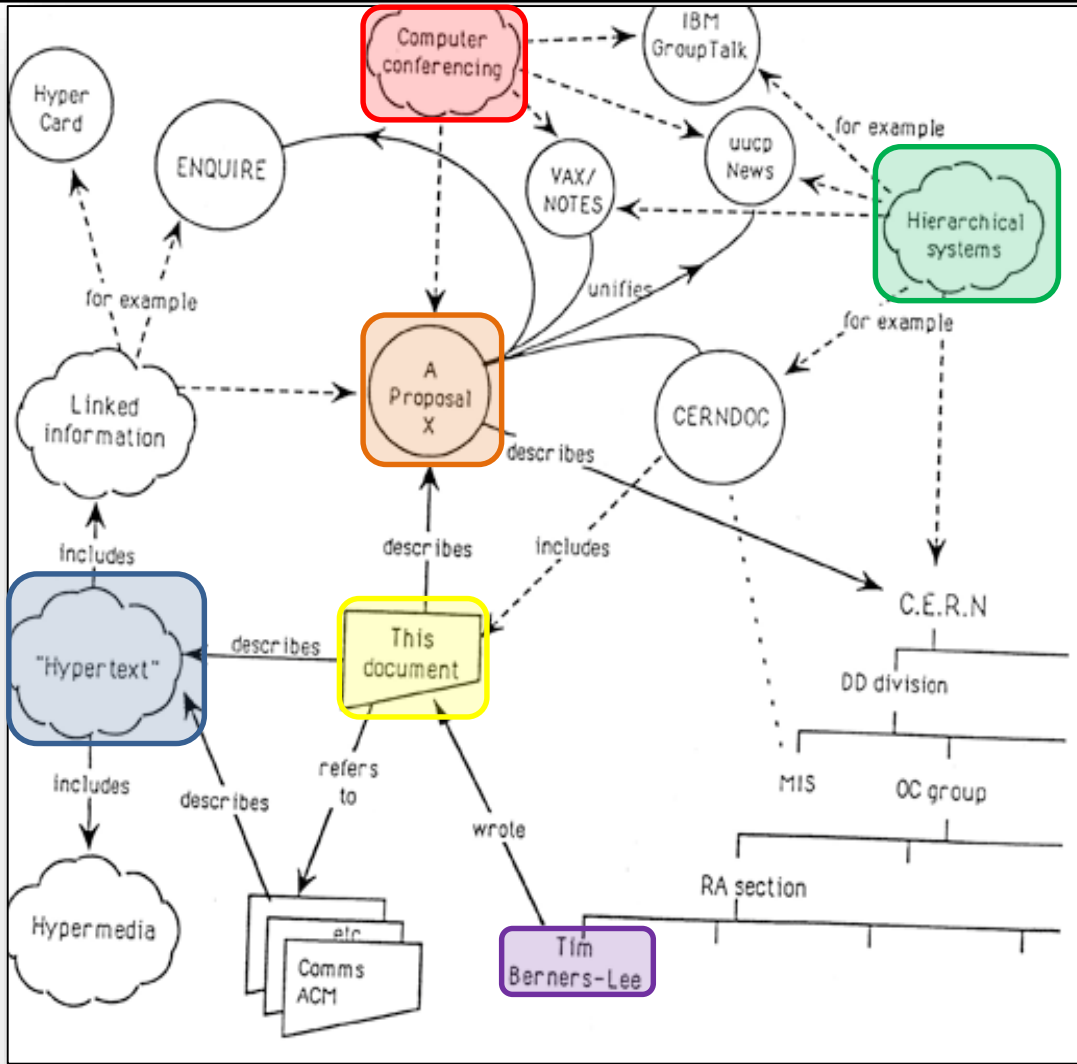 IBM
GroupTalk
Computer
conferencing
Hyper
Card
for example
uucp
News
ENQUIRE
VAX/
NOTES
Hierarchical
systems
unifies
for example
for example
A
Proposal
X
Linked
information
CERNDOC
describes
includes
describes
includes
C.E.R.N
This
document
describes
"Hypertext"
DD division
refers
to
MIS
OC group
includes
describes
wrote
RA section
Hypermedia
etc
Tim
Berners-Lee
Comms
ACM